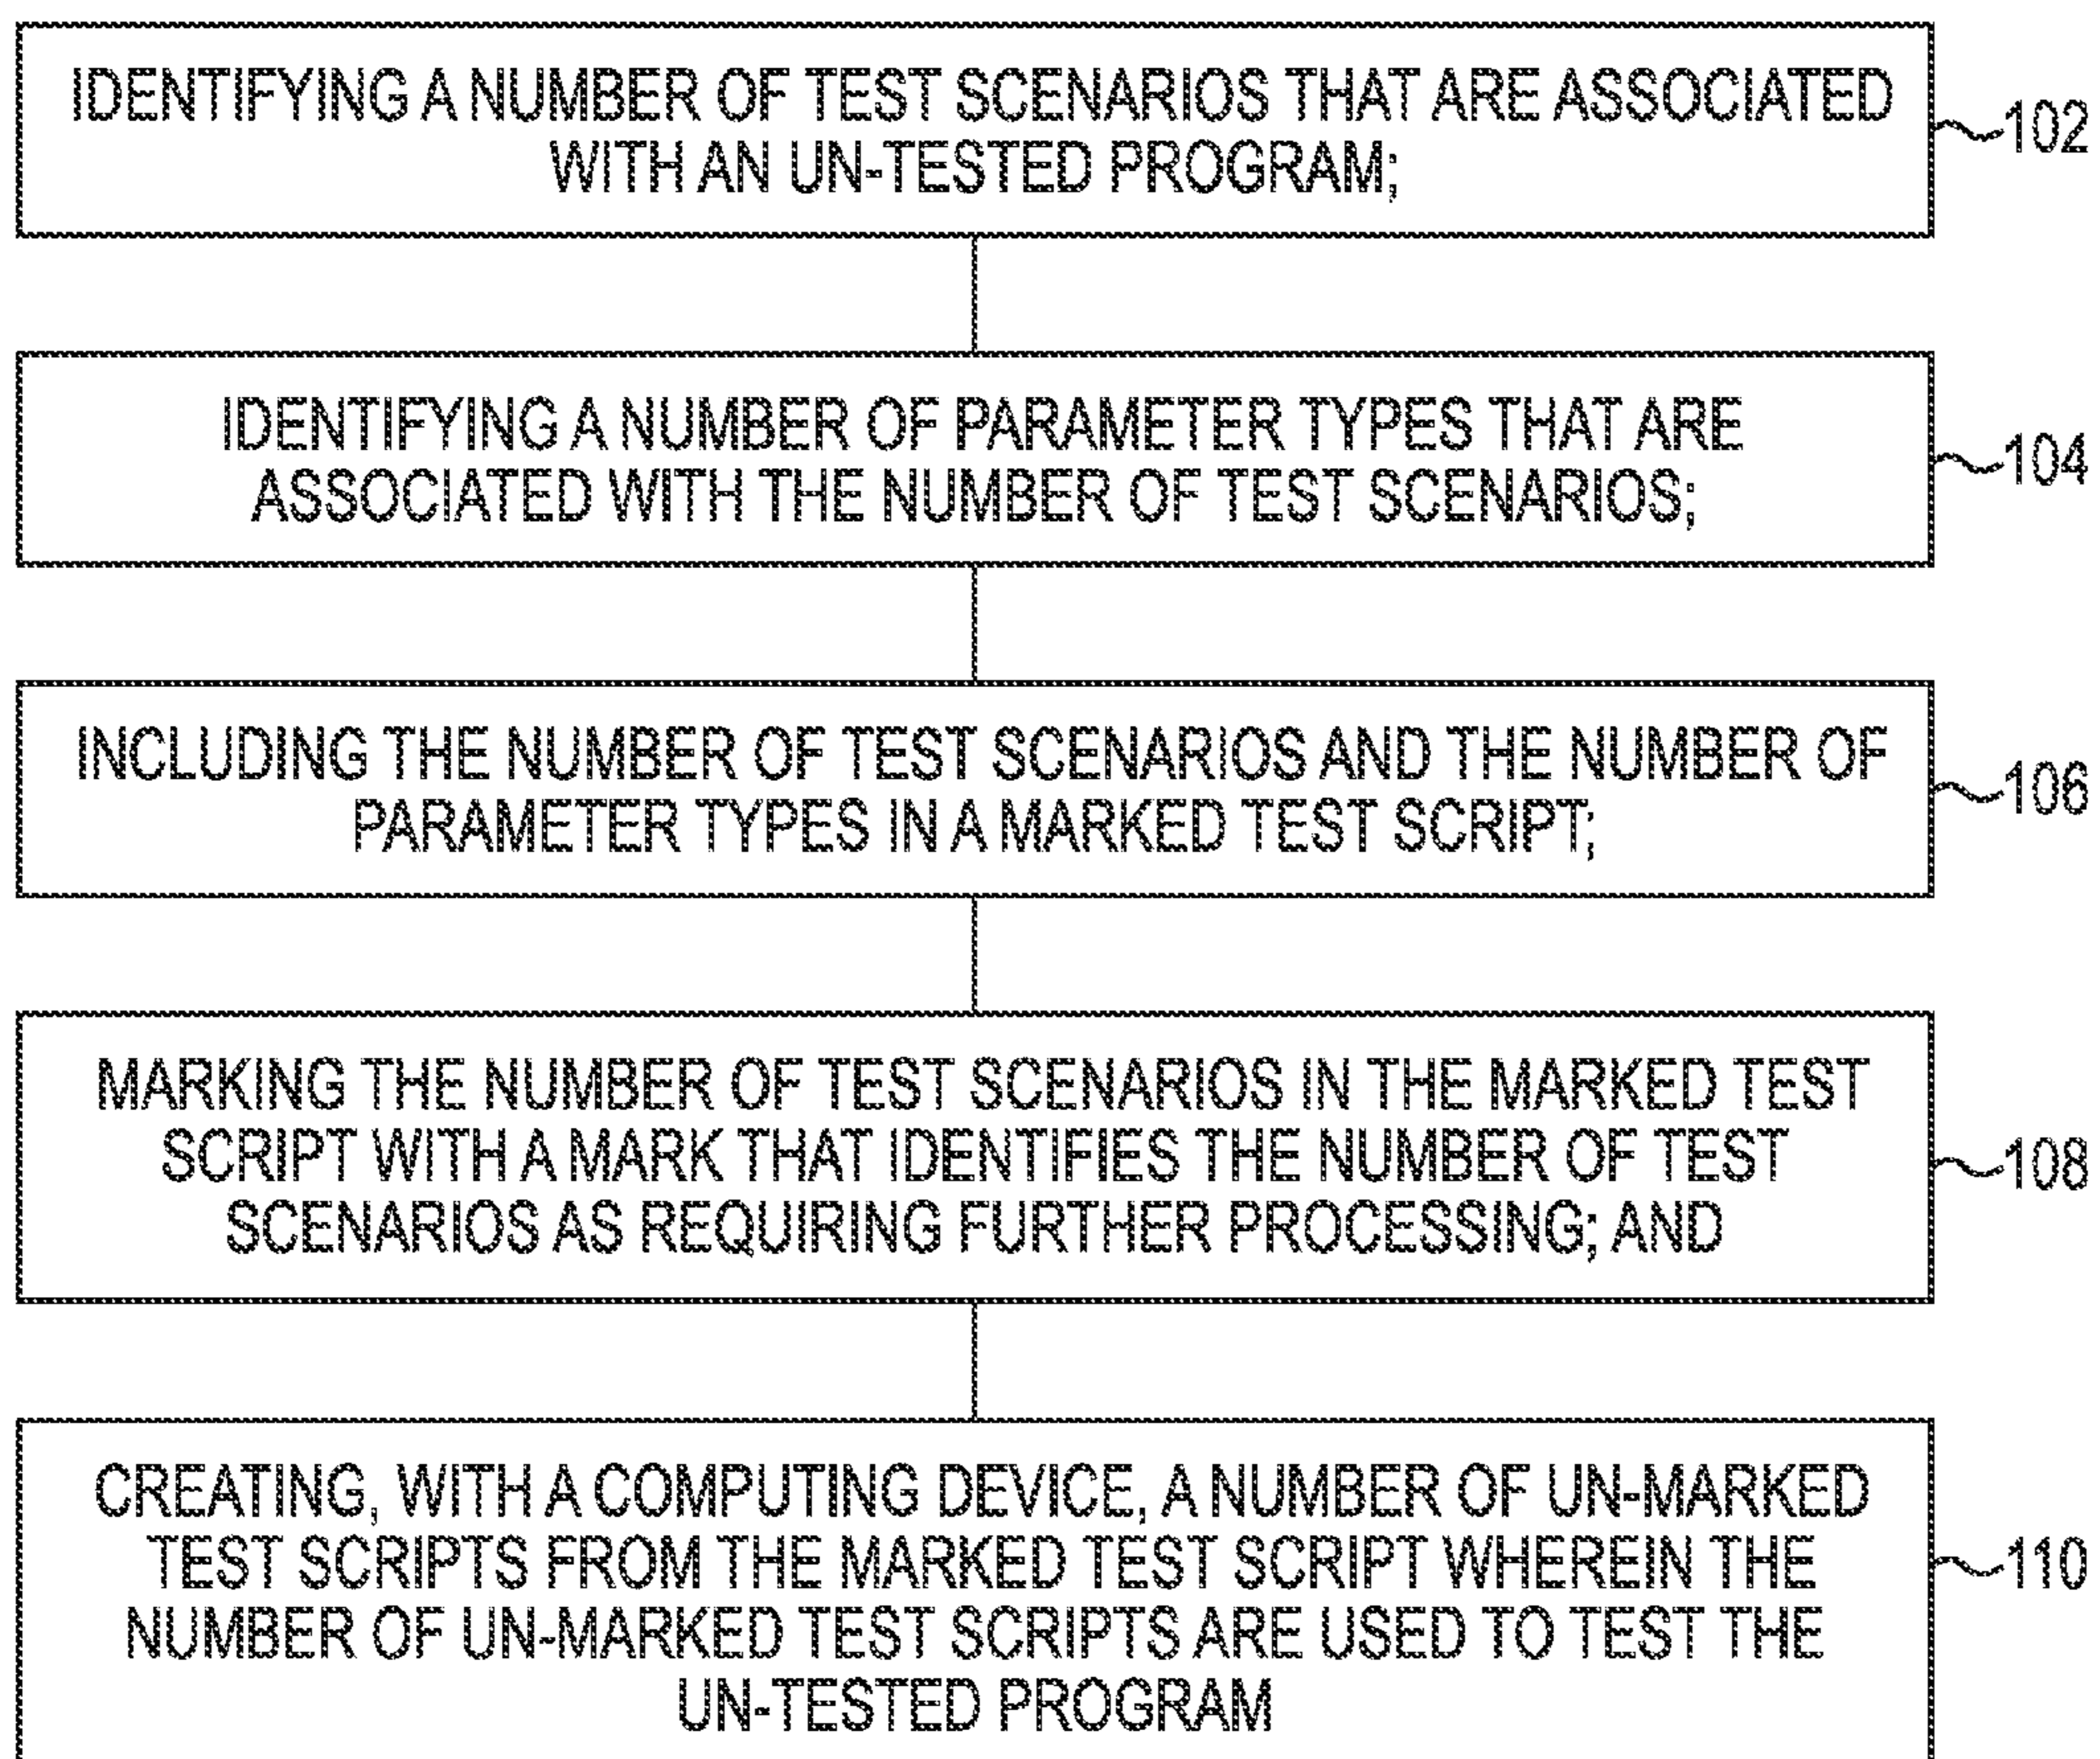 IDENTIFYING A NUMBER OF TEST SCENARIOS THAT ARE ASSOCIATED
WITH AN UN-TESTED PROGRAM;
102
IDENTIFYING A NUMBER OF PARAMETER TYPES THAT ARE
ASSOCIATED WITH THE NUMBER OF TEST SCENARIOS;
104
INCLUDING THE NUMBER OF TEST SCENARIOS AND THE NUMBER OF
PARAMETER TYPES IN A MARKED TEST SCRIPT;
106
MARKING THE NUMBER OF TEST SCENARIOS IN THE MARKED TEST
SCRIPT WITH A MARK THAT IDENTIFIES THE NUMBER OF TEST
SCENARIOS AS REQUIRING FURTHER PROCESSING; AND
108
CREATING, WITH A COMPUTING DEVICE, A NUMBER OF UN-MARKED
TEST SCRIPTS FROM THE MARKED TEST SCRIPT WHEREIN THE
NUMBER OF UN-MARKED TEST SCRIPTS ARE USED TO TEST THE
UN-TESTED PROGRAM
110